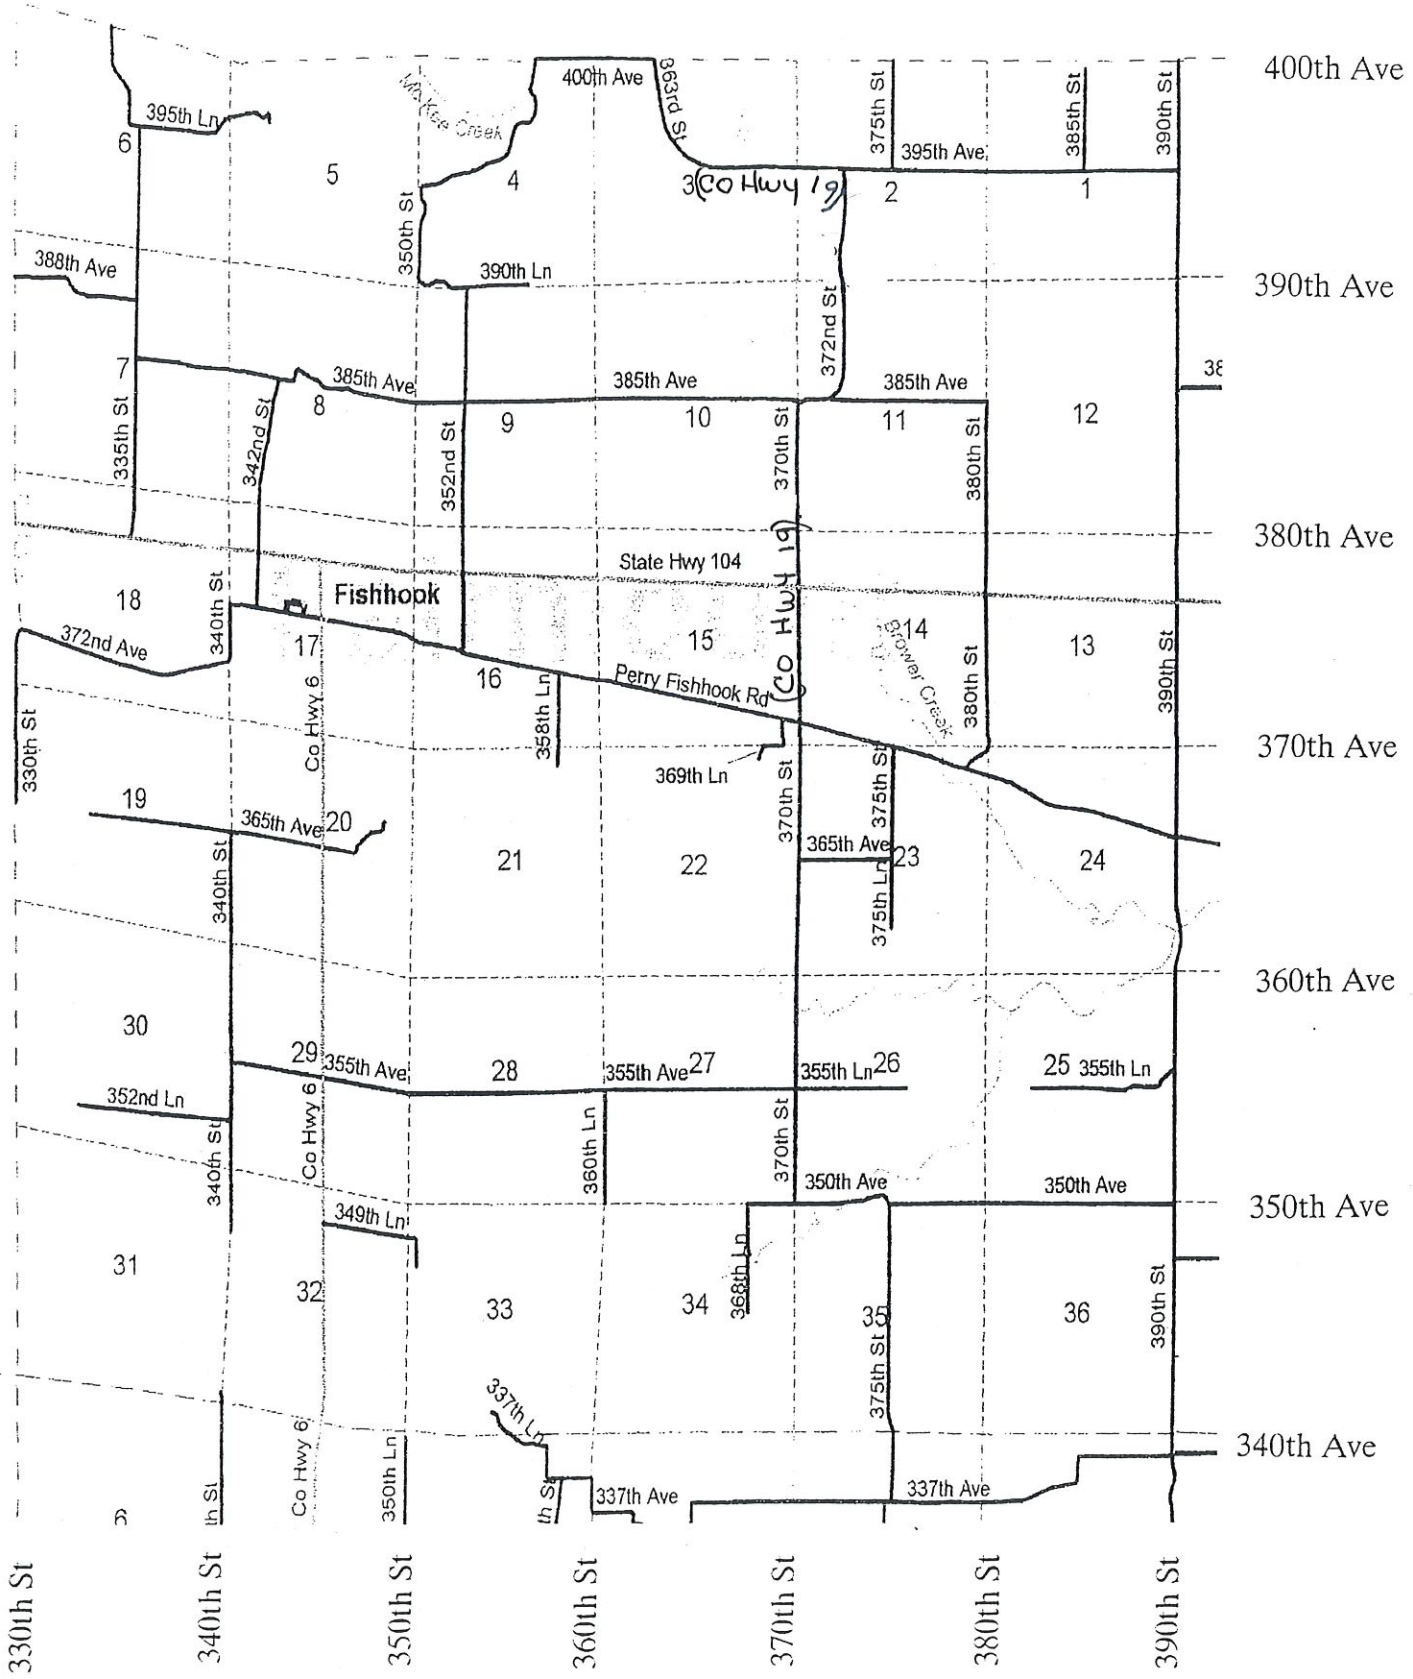 400th Ave
400th Ave
363rd St
375th St
385th St
390th St
McKee Creek
395th Ln
395th Ave
6
5
4
3
(CO HWY 16)
2
1
350th St
388th Ave
390th Ln
390th Ave
372nd St
7
385th Ave
385th Ave
385th Ave
38
8
9
10
11
12
335th St
342nd St
352nd St
370th St
380th St
380th Ave
State Hwy 104
(CO HWY 19)
Fishhook
18
340th St
17
372nd Ave
15
14
13
Brower Creek
16
Perry Fishhook Rd
380th St
390th St
330th St
Co Hwy 6
358th Ln
369th Ln
370th St
375th St
370th Ave
19
365th Ave
20
340th St
21
22
365th Ave
23
24
375th Ln
360th Ave
30
29
355th Ave
28
355th Ave
27
355th Ln
26
25
355th Ln
352nd Ln
340th St
Co Hwy 6
360th Ln
370th St
350th Ave
350th Ave
350th Ave
349th Ln
31
32
33
34
368th Ln
35
36
375th St
390th St
337th Ln
340th Ave
th St
Co Hwy 6
350th Ln
th St
337th Ave
337th Ave
6
330th St
340th St
350th St
360th St
370th St
380th St
390th St